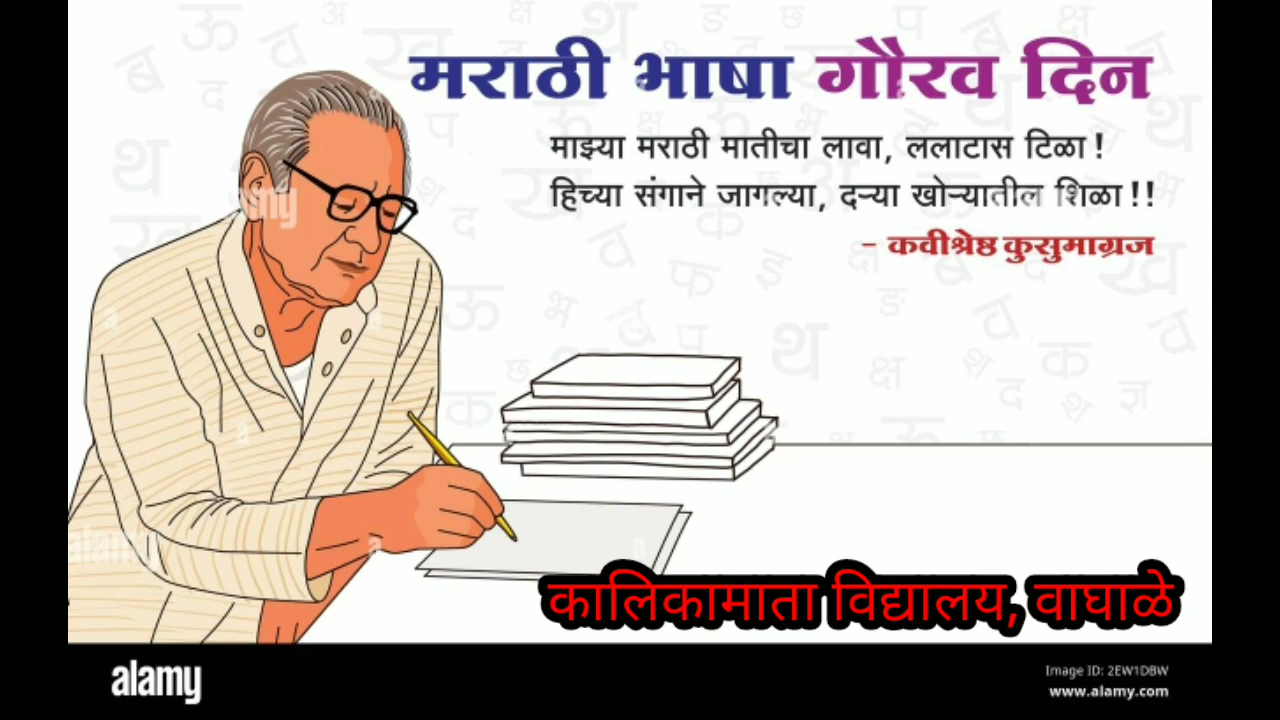 मराठी भाषा गौरव दिन
माझ्या मराठी मातीचा लावा, ललाटास टिळा !
हिच्या संगाने जागल्या, दऱ्या खोऱ्यातील शिळा !!
- कवीश्रेष्ठ कुसुमाग्रज
कालिकामाता विद्यालय, वाघाळे
alamy
Image ID: 2EW1DBW
www.alamy.com